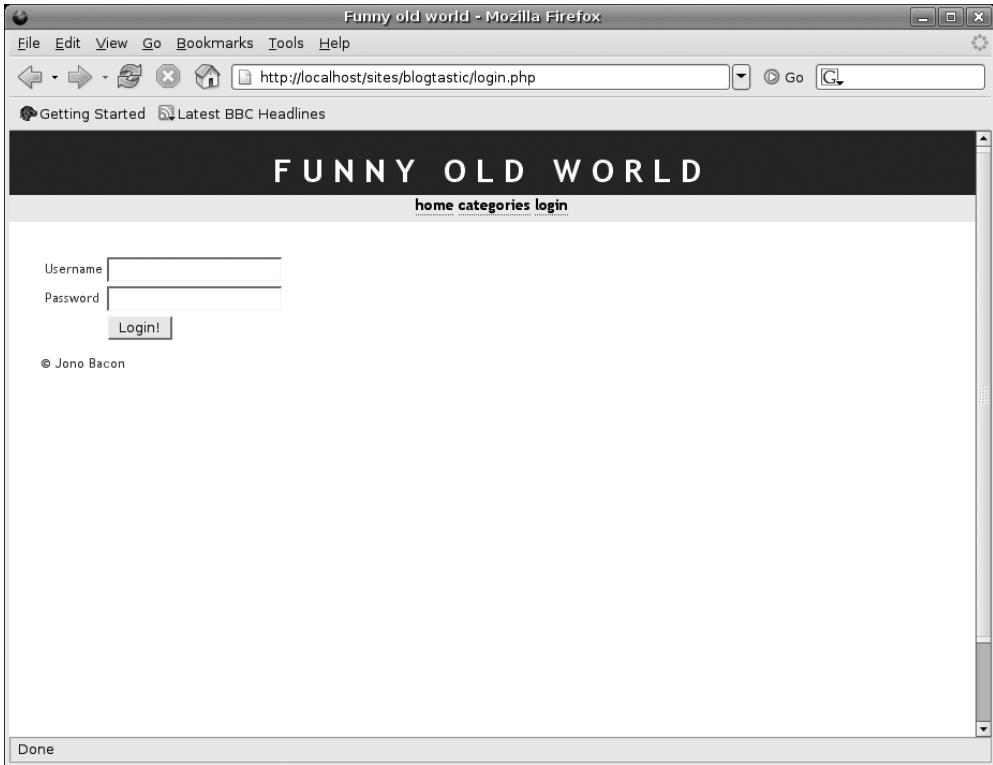 Funny old world - Mozilla Firefox
File Edit View Go Bookmarks Tools Help
http://localhost/sites/blogtastic/login.php Go G
Getting Started Latest BBC Headlines
FUNNY OLD WORLD
home categories login
Username
Password
Login!
© Jono Bacon
Done